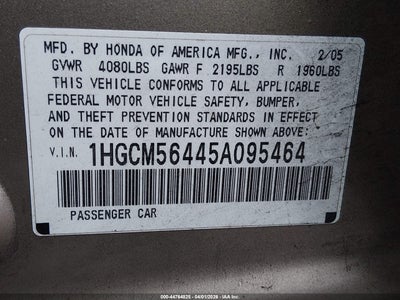 MFD. BY HONDA OF AMERICA MFG., INC. 2/05
GVWR 4080LBS GAWR F 2195LBS R 1960LBS
THIS VEHICLE CONFORMS TO ALL APPLICABLE
FEDERAL MOTOR VEHICLE SAFETY, BUMPER,
AND THEFT PREVENTION STANDARDS IN EFFECT
ON THE DATE OF MANUFACTURE SHOWN ABOVE.
V.I.N. 1HGCM56445A095464
PASSENGER CAR
000-44764825 04/01/2026 IAA Inc.